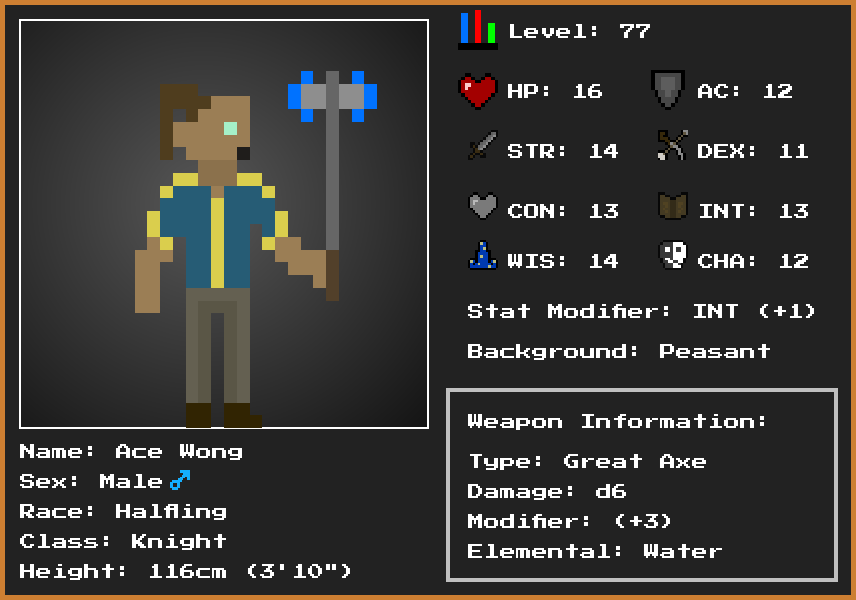 Level: 77
HP: 16 AC: 12
STR: 14 DEX: 11
CON: 13 INT: 13
WIS: 14 CHA: 12
Stat Modifier: INT (+1)
Background: Peasant
Weapon Information:
Type: Great Axe
Damage: d6
Modifier: (+3)
Elemental: Water
Name: Ace Wong
Sex: Male♂
Race: Halfling
Class: Knight
Height: 116cm (3'10")